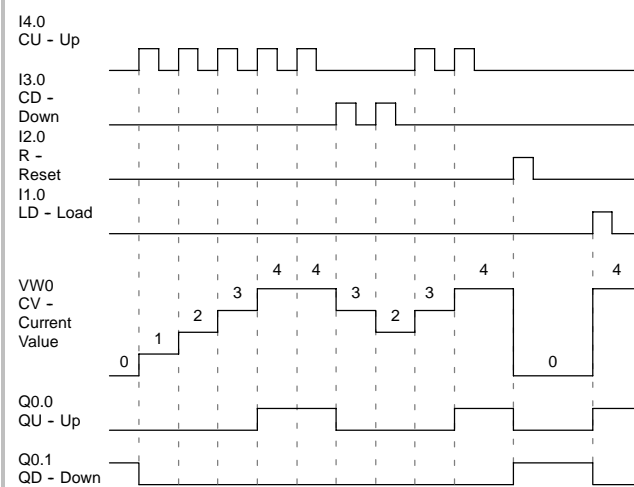 I4.0
CU - Up
I3.0
CD -
Down
I2.0
R -
Reset
I1.0
LD - Load
VW0
CV -
Current
Value
0
1
2
3
4
4
3
2
3
4
0
4
Q0.0
QU - Up
Q0.1
QD - Down